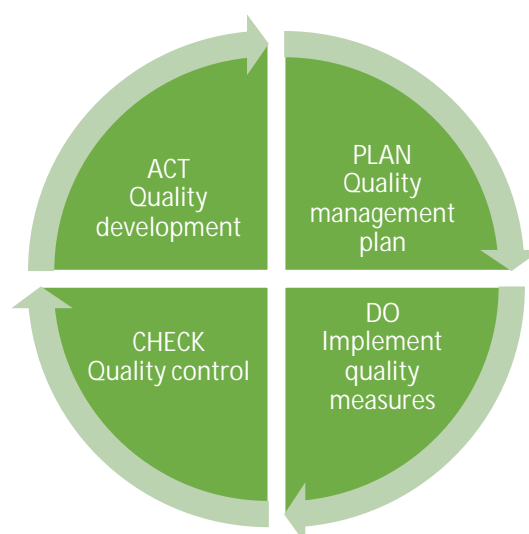 ACT
Quality
development
PLAN
Quality
management
plan
CHECK
Quality control
DO
Implement
quality
measures